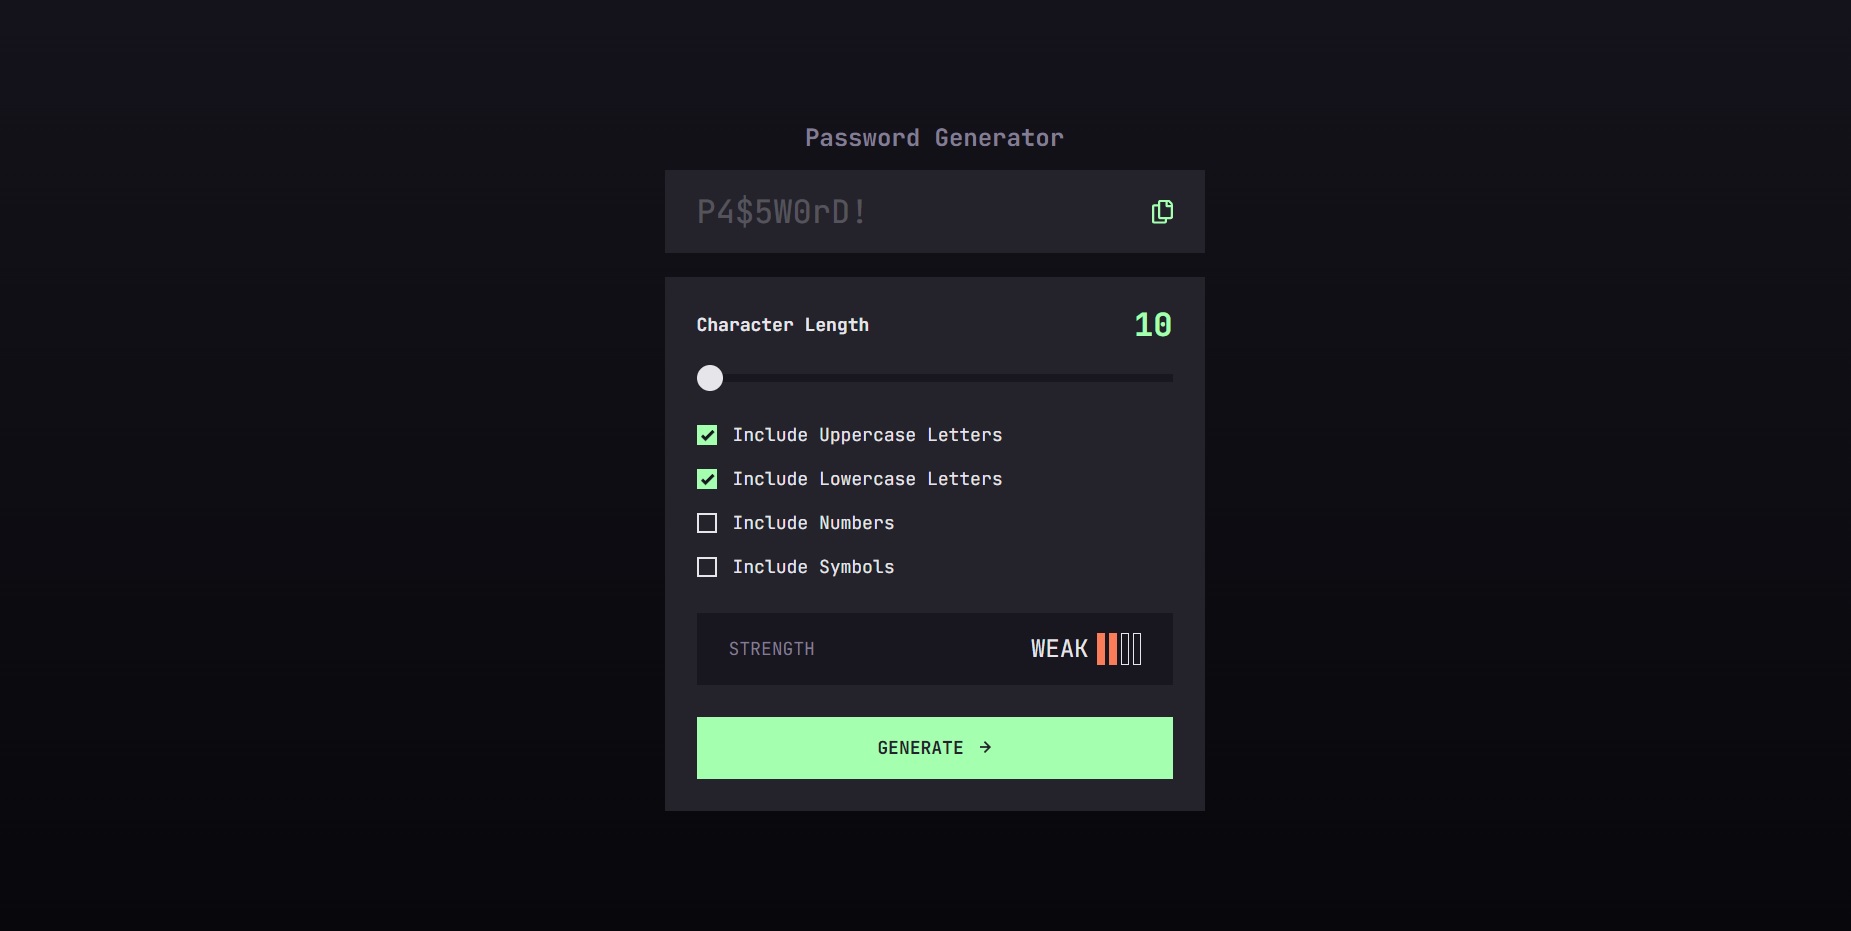 Password Generator
P4$5W0rD!
Character Length
10
Include Uppercase Letters
Include Lowercase Letters
Include Numbers
Include Symbols
STRENGTH
WEAK
GENERATE →